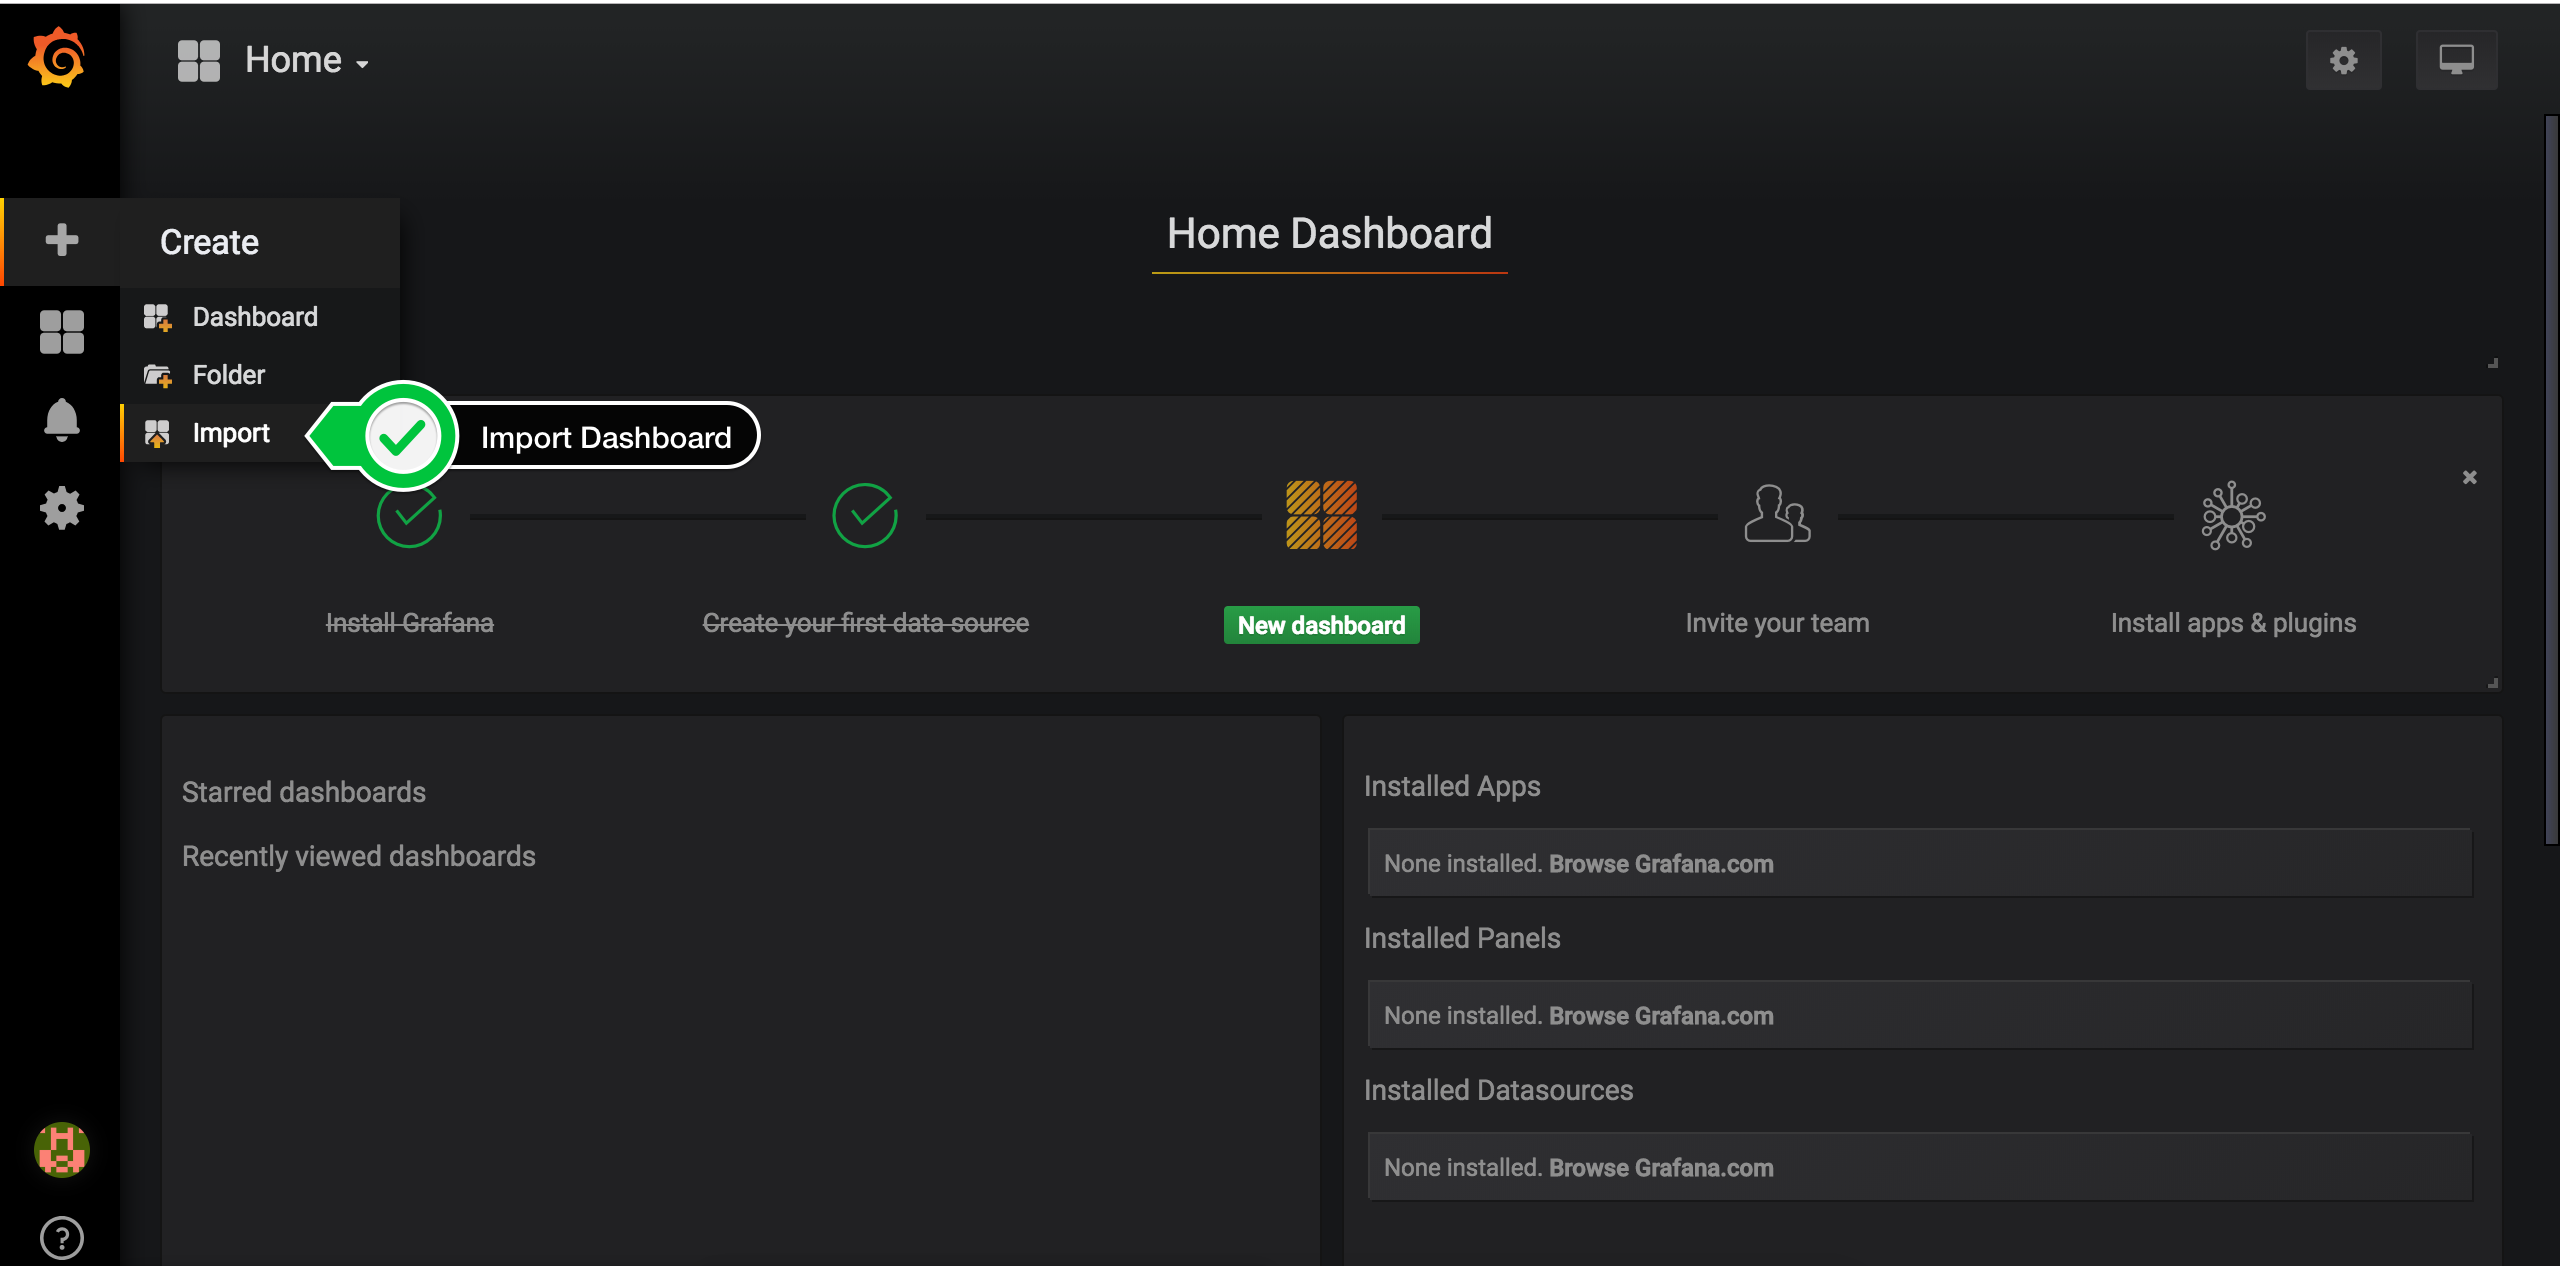 Home
Create
Dashboard
Folder
Import
Import Dashboard
Home Dashboard
Install Grafana
Create your first data source
New dashboard
Invite your team
Install apps & plugins
Starred dashboards
Recently viewed dashboards
Installed Apps
None installed. Browse Grafana.com
Installed Panels
None installed. Browse Grafana.com
Installed Datasources
None installed. Browse Grafana.com